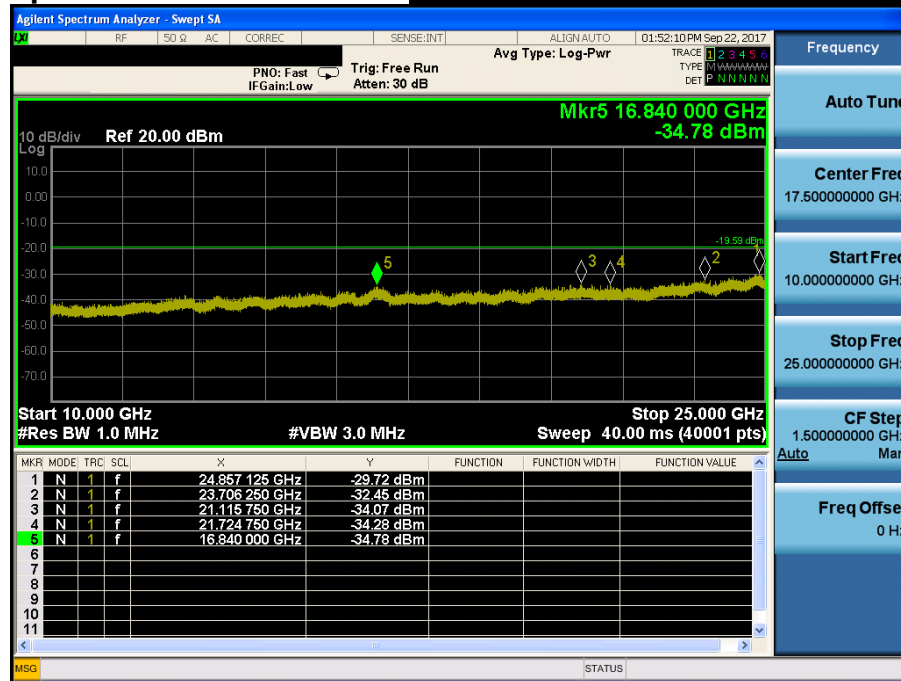 Agilent Spectrum Analyzer - Swept SA
LXI RF 50 Ω AC CORREC SENSE:INT ALIGN AUTO 01:52:10 PM Sep 22, 2017
Frequency
PNO: Fast Trig: Free Run Avg Type: Log-Pwr TRACE 1 2 3 4 5 6
IFGain:Low Atten: 30 dB TYPE M WWWWW
DET P N N N N N
Auto Tune
Mkr5 16.840 000 GHz
-34.78 dBm
10 dB/div Ref 20.00 dBm
Log
10.0
0.00
-10.0
-20.0
-30.0
-40.0
-50.0
-60.0
-70.0
-19.59 dBm
5 3 4 2 1
Center Freq
17.500000000 GHz
Start Freq
10.000000000 GHz
Stop Freq
25.000000000 GHz
Start 10.000 GHz Stop 25.000 GHz
#Res BW 1.0 MHz #VBW 3.0 MHz Sweep 40.00 ms (40001 pts)
CF Step
1.500000000 GHz
Auto Man
MKR MODE TRC SCL X Y FUNCTION FUNCTION WIDTH FUNCTION VALUE
1 N 1 f 24.857 125 GHz -29.72 dBm
2 N 1 f 23.706 250 GHz -32.45 dBm
3 N 1 f 21.115 750 GHz -34.07 dBm
4 N 1 f 21.724 750 GHz -34.28 dBm
5 N 1 f 16.840 000 GHz -34.78 dBm
6
7
8
9
10
11
Freq Offset
0 Hz
MSG STATUS